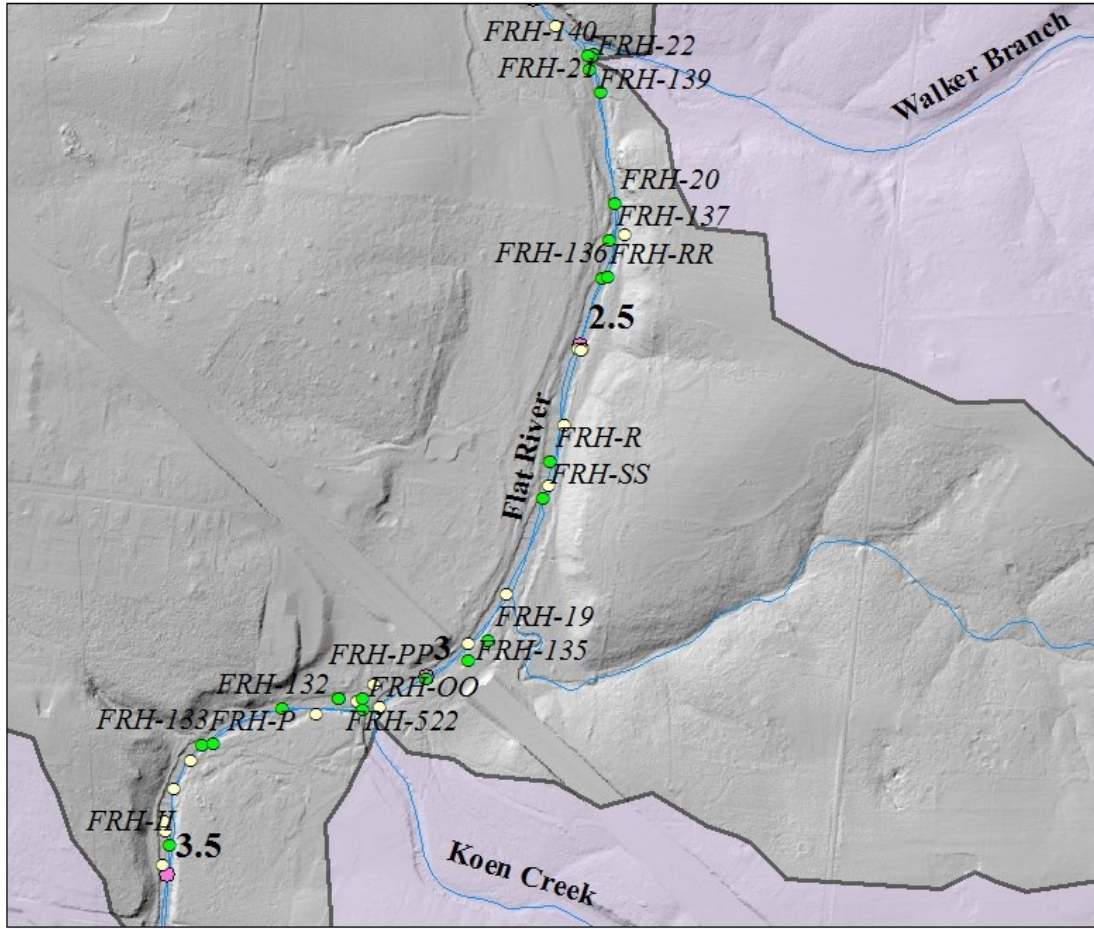 FRH-140
FRH-22
FRH-21
FRH-139
Walker Branch
FRH-20
FRH-137
FRH-136
FRH-RR
2.5
Flat River
FRH-R
FRH-SS
FRH-19
FRH-PP
3
FRH-135
FRH-132
FRH-OO
FRH-133
FRH-P
FRH-522
3.5
Koen Creek